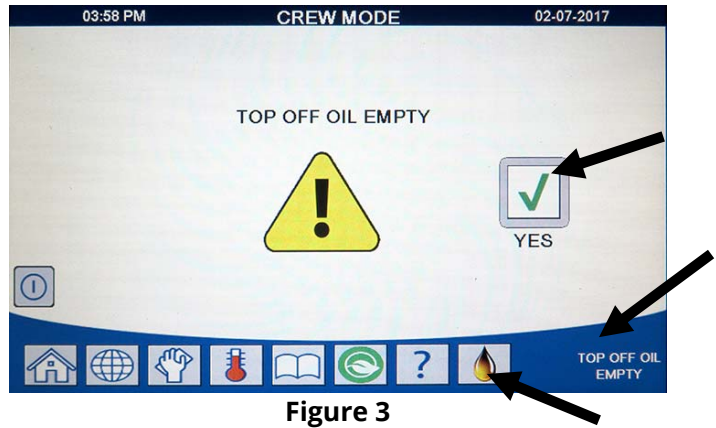 03:58 PM CREW MODE 02-07-2017
TOP OFF OIL EMPTY
YES
?
TOP OFF OIL
EMPTY
Figure 3